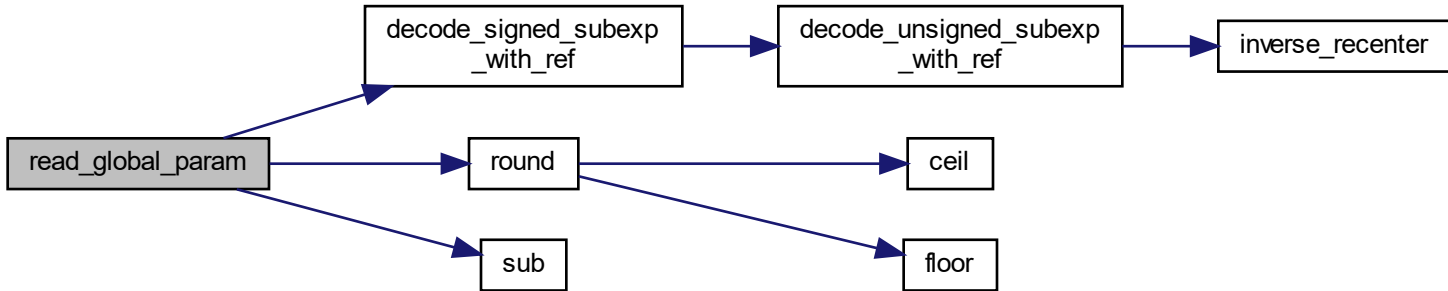 decode_signed_subexp
_with_ref
decode_unsigned_subexp
_with_ref
inverse_recenter
read_global_param
round
ceil
sub
floor